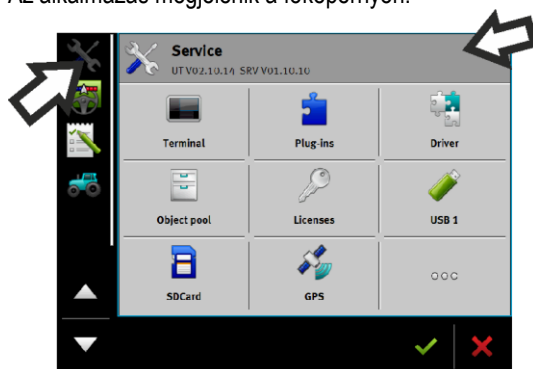 Az alkalmazás megjelenik a főképernyőn.
Service
UT V02.10.14 SRV V01.10.10
Terminal
Plug-ins
Driver
Object pool
Licenses
USB 1
SDCard
GPS